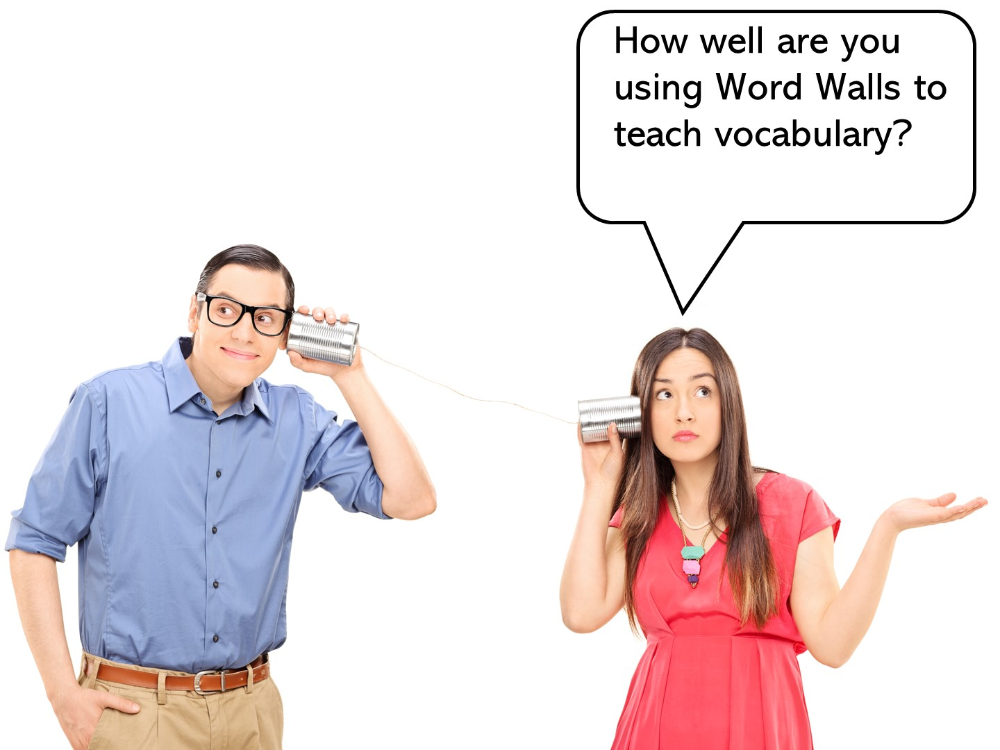 How well are you
using Word Walls to
teach vocabulary?